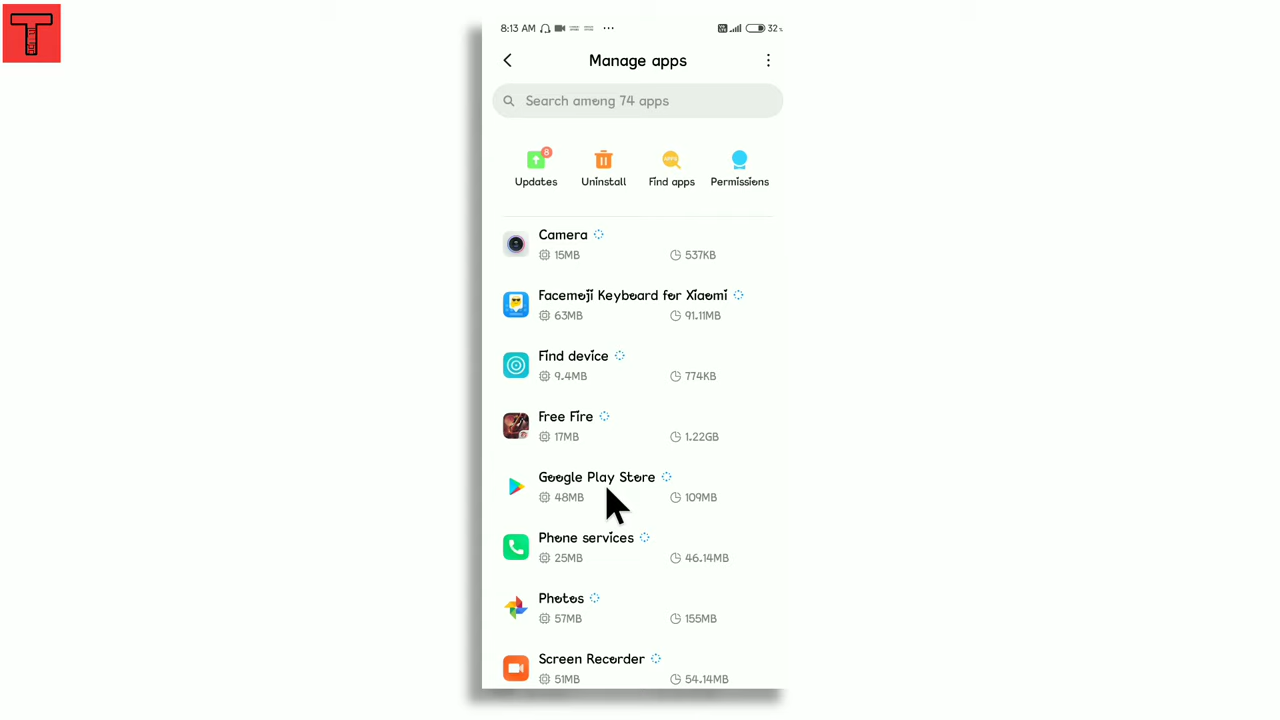 T
8:13 AM
32
Manage apps
Search among 74 apps
8
APPS
Updates Uninstall Find apps Permissions
Camera
15MB 537KB
Facemoji Keyboard for Xiaomi
63MB 91.11MB
Find device
9.4MB 774KB
Free Fire
17MB 1.22GB
Google Play Store
48MB 109MB
Phone services
25MB 46.14MB
Photos
57MB 155MB
Screen Recorder
51MB 54.14MB